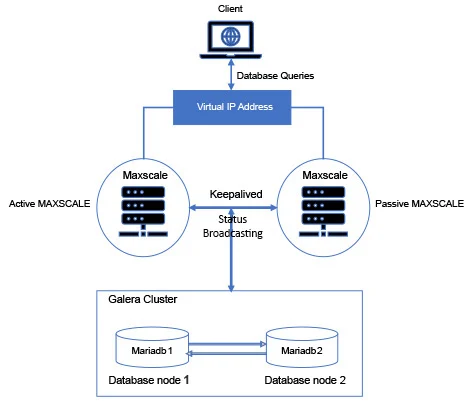 Client
Database Queries
Virtual IP Address
Maxscale
Maxscale
Active MAXSCALE
Keepalived
Passive MAXSCALE
Status
Broadcasting
Galera Cluster
Mariadb1
Mariadb2
Database node 1
Database node 2